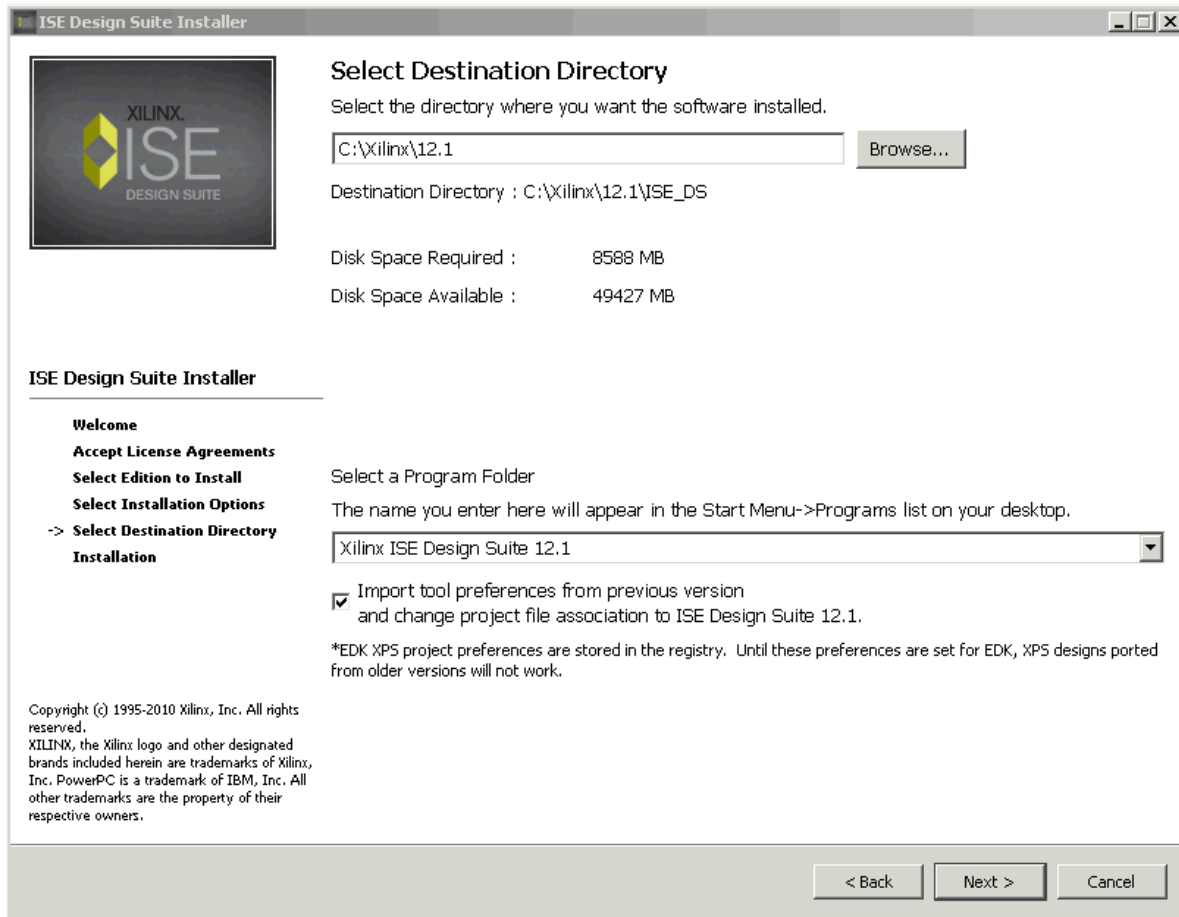 ISE Design Suite Installer
XILINX.
ISE
DESIGN SUITE
Select Destination Directory
Select the directory where you want the software installed.
C:\Xilinx\12.1
Browse...
Destination Directory : C:\Xilinx\12.1\ISE_DS
Disk Space Required : 8588 MB
Disk Space Available : 49427 MB
ISE Design Suite Installer
Welcome
Accept License Agreements
Select Edition to Install
Select Installation Options
-> Select Destination Directory
Installation
Select a Program Folder
The name you enter here will appear in the Start Menu->Programs list on your desktop.
Xilinx ISE Design Suite 12.1
Import tool preferences from previous version
and change project file association to ISE Design Suite 12.1.
*EDK XPS project preferences are stored in the registry. Until these preferences are set for EDK, XPS designs ported
from older versions will not work.
Copyright (c) 1995-2010 Xilinx, Inc. All rights
reserved.
XILINX, the Xilinx logo and other designated
brands included herein are trademarks of Xilinx,
Inc. PowerPC is a trademark of IBM, Inc. All
other trademarks are the property of their
respective owners.
< Back
Next >
Cancel